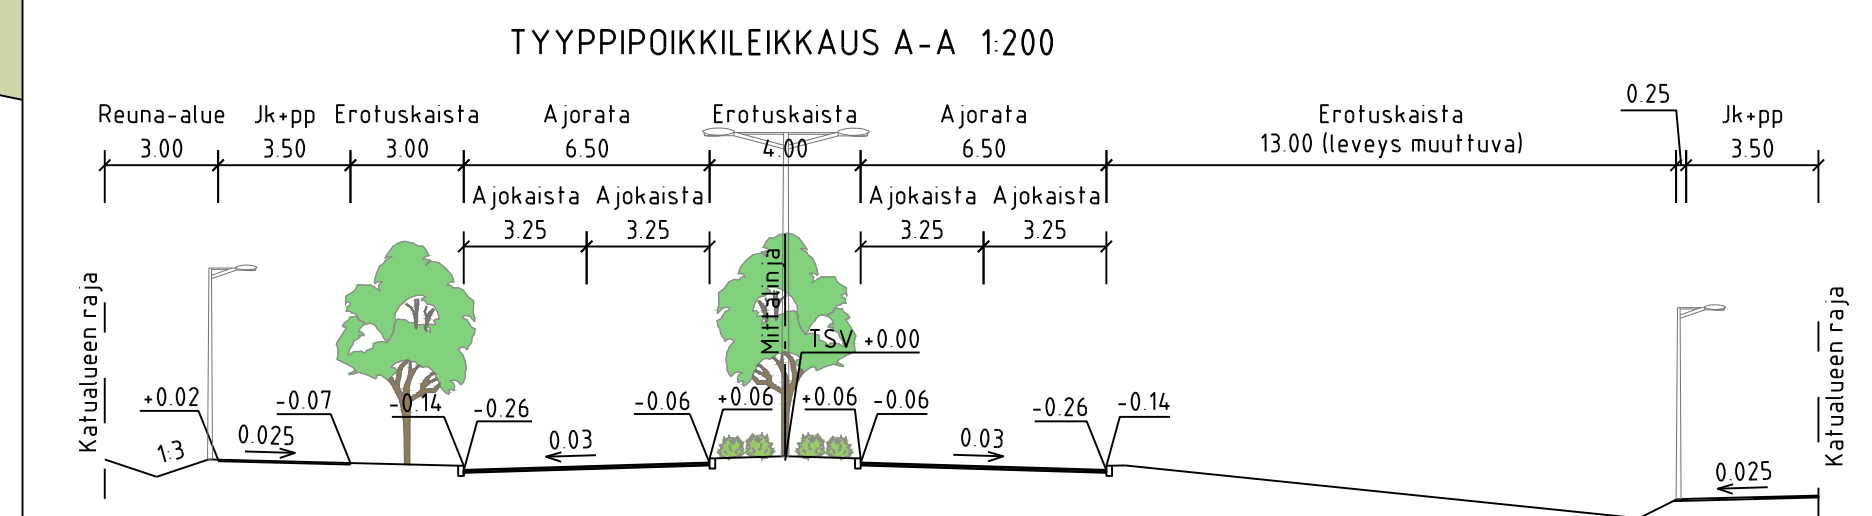 TYYPPIPOIKKILEIKKAUS A-A 1:200
0.25
Reuna-alue Jk+pp Erotuskaista Ajorata Erotuskaista Ajorata Erotuskaista Jk+pp
3.00 3.50 3.00 6.50 4.00 6.50 13.00 (leveys muuttuva) 3.50
Ajokaista Ajokaista Ajokaista Ajokaista
3.25 3.25 3.25 3.25
Katualueen raja
Mittalinja
Katualueen raja
TSV +0.00
+0.02 -0.07 -0.14 -0.26 -0.06 +0.06 +0.06 -0.06 -0.26 -0.14
1:3 0.025 0.03 0.03 0.025